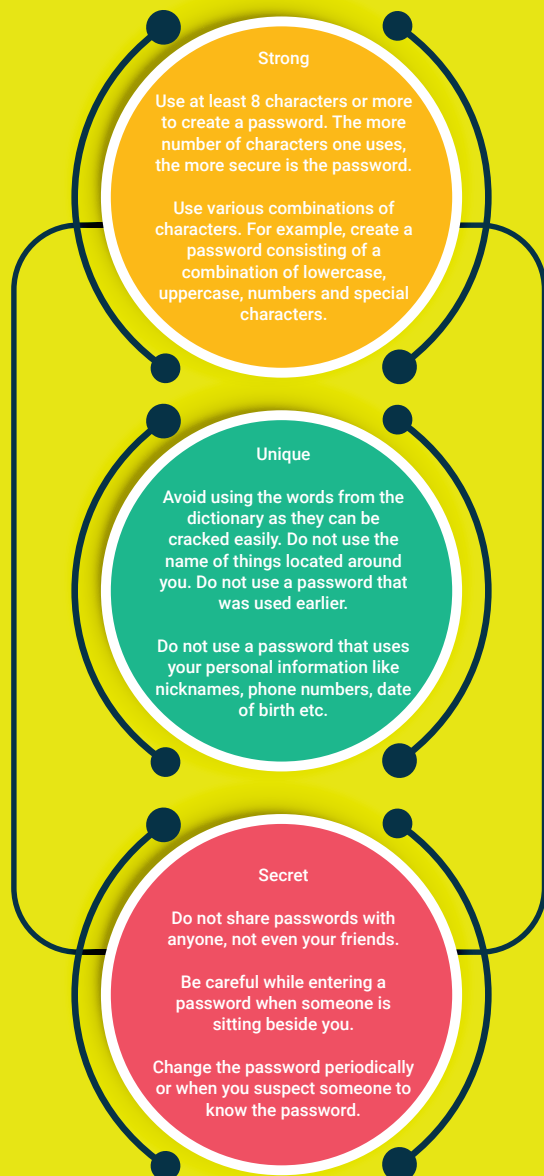 Strong
Use at least 8 characters or more
to create a password. The more
number of characters one uses,
the more secure is the password.
Use various combinations of
characters. For example, create a
password consisting of a
combination of lowercase,
uppercase, numbers and special
characters.
Unique
Avoid using the words from the
dictionary as they can be
cracked easily. Do not use the
name of things located around
you. Do not use a password that
was used earlier.
Do not use a password that uses
your personal information like
nicknames, phone numbers, date
of birth etc.
Secret
Do not share passwords with
anyone, not even your friends.
Be careful while entering a
password when someone is
sitting beside you.
Change the password periodically
or when you suspect someone to
know the password.